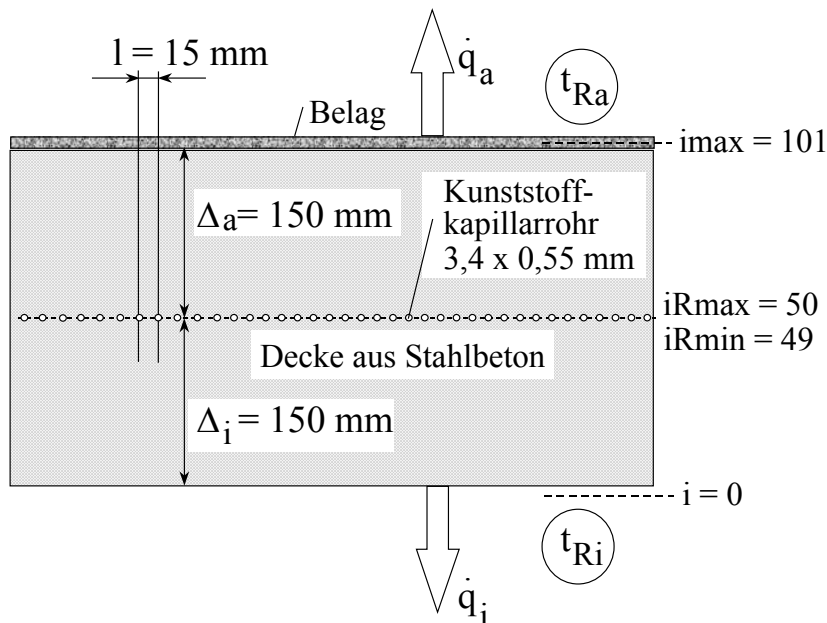 l = 15 mm
q̇a
tRa
Belag
imax = 101
Δa = 150 mm
Kunststoff-
kapillarrohr
3,4 x 0,55 mm
iRmax = 50
iRmin = 49
Decke aus Stahlbeton
Δi = 150 mm
i = 0
tRi
q̇i